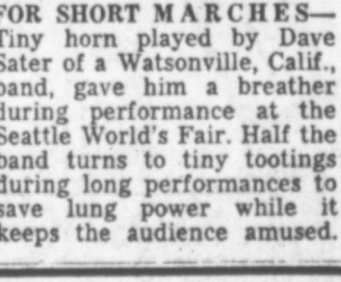 FOR SHORT MARCHES—
Tiny horn played by Dave
Sater of a Watsonville, Calif.,
band, gave him a breather
during performance at the
Seattle World's Fair. Half the
band turns to tiny tootings
during long performances to
save lung power while it
keeps the audience amused.